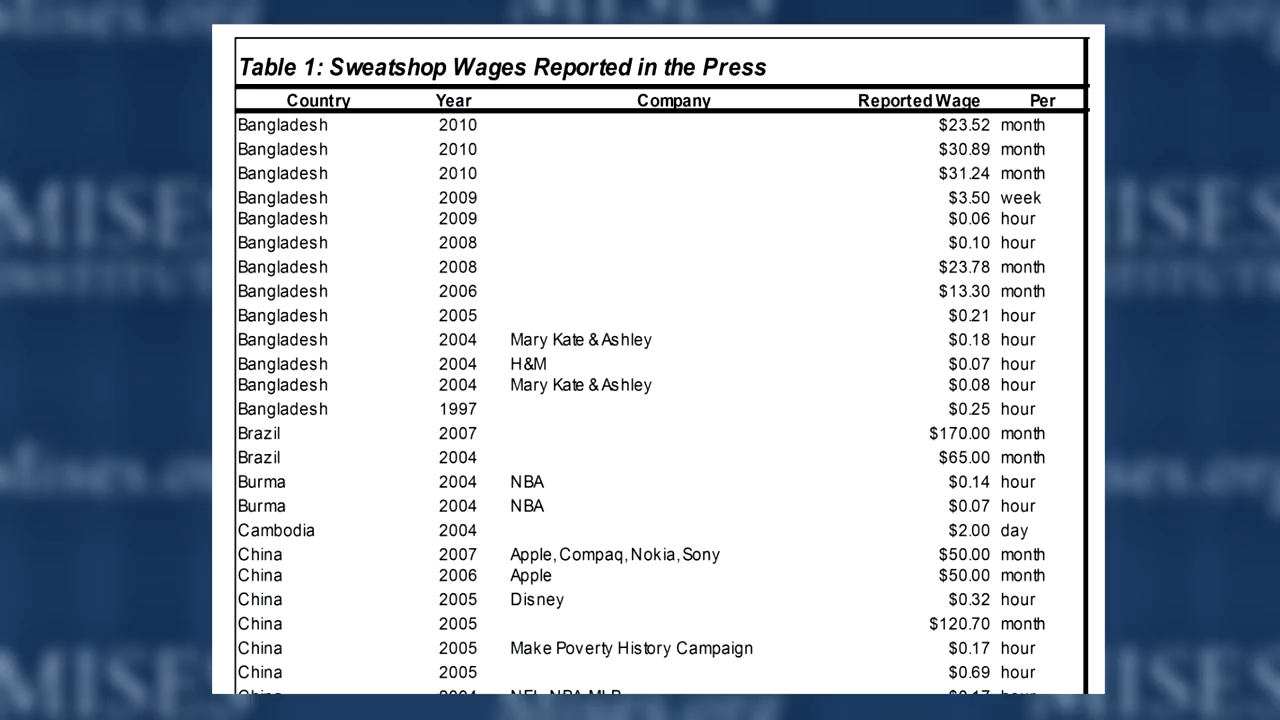 Table 1: Sweatshop Wages Reported in the Press
Country Year Company Reported Wage Per
Bangladesh 2010 $23.52 month
Bangladesh 2010 $30.89 month
Bangladesh 2010 $31.24 month
Bangladesh 2009 $3.50 week
Bangladesh 2009 $0.06 hour
Bangladesh 2008 $0.10 hour
Bangladesh 2008 $23.78 month
Bangladesh 2006 $13.30 month
Bangladesh 2005 $0.21 hour
Bangladesh 2004 Mary Kate & Ashley $0.18 hour
Bangladesh 2004 H&M $0.07 hour
Bangladesh 2004 Mary Kate & Ashley $0.08 hour
Bangladesh 1997 $0.25 hour
Brazil 2007 $170.00 month
Brazil 2004 $65.00 month
Burma 2004 NBA $0.14 hour
Burma 2004 NBA $0.07 hour
Cambodia 2004 $2.00 day
China 2007 Apple, Compaq, Nokia, Sony $50.00 month
China 2006 Apple $50.00 month
China 2005 Disney $0.32 hour
China 2005 $120.70 month
China 2005 Make Poverty History Campaign $0.17 hour
China 2005 $0.69 hour